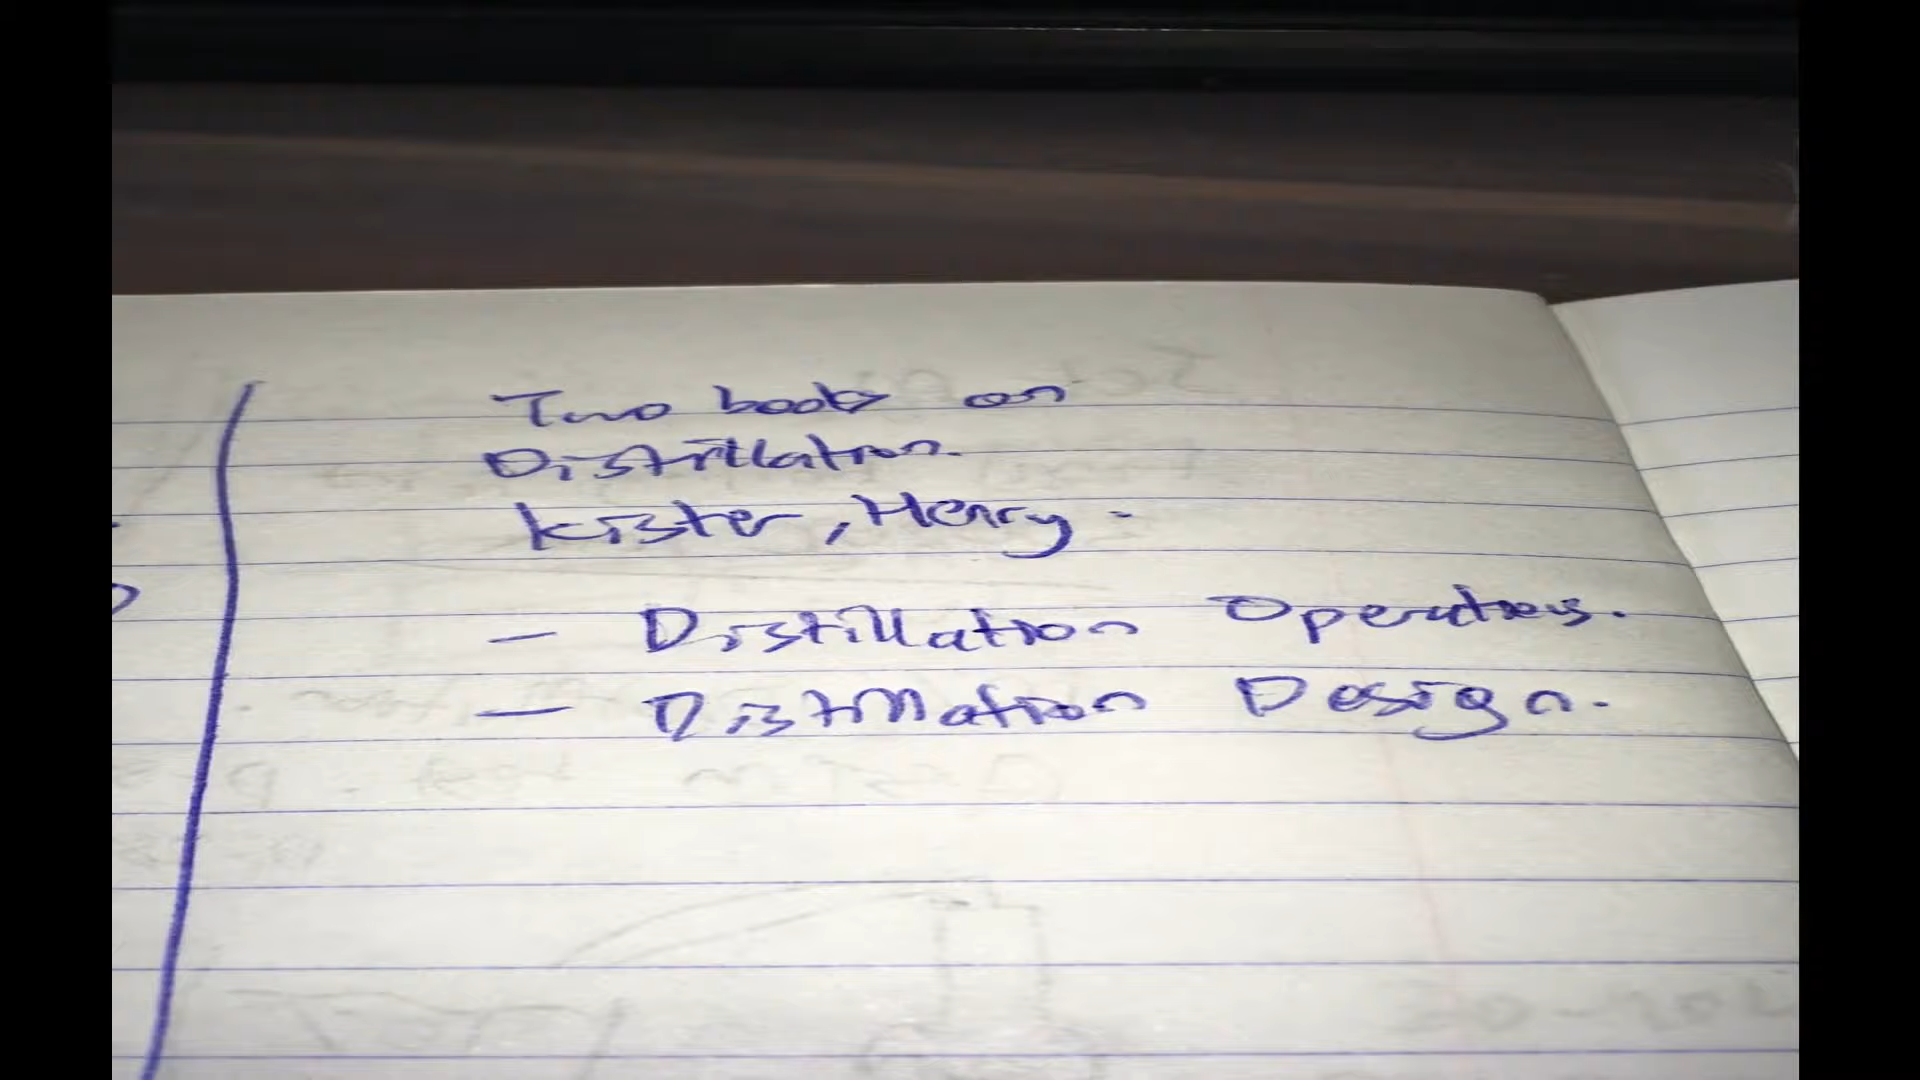 Two books on
Distillation.
Kister, Henry.
- Distillation Operations.
- Distillation Design.